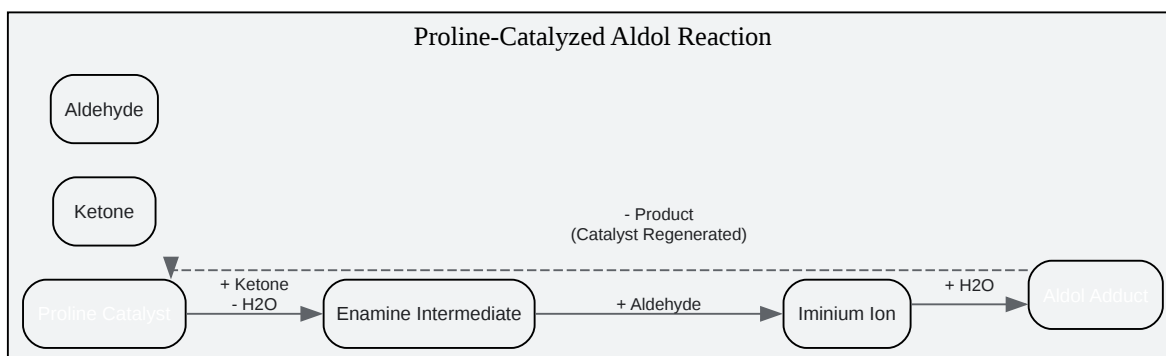 Proline-Catalyzed Aldol Reaction
Aldehyde
Ketone
- Product
(Catalyst Regenerated)
Proline Catalyst
+ Ketone
- H2O
Enamine Intermediate
+ Aldehyde
Iminium Ion
+ H2O
Aldol Adduct